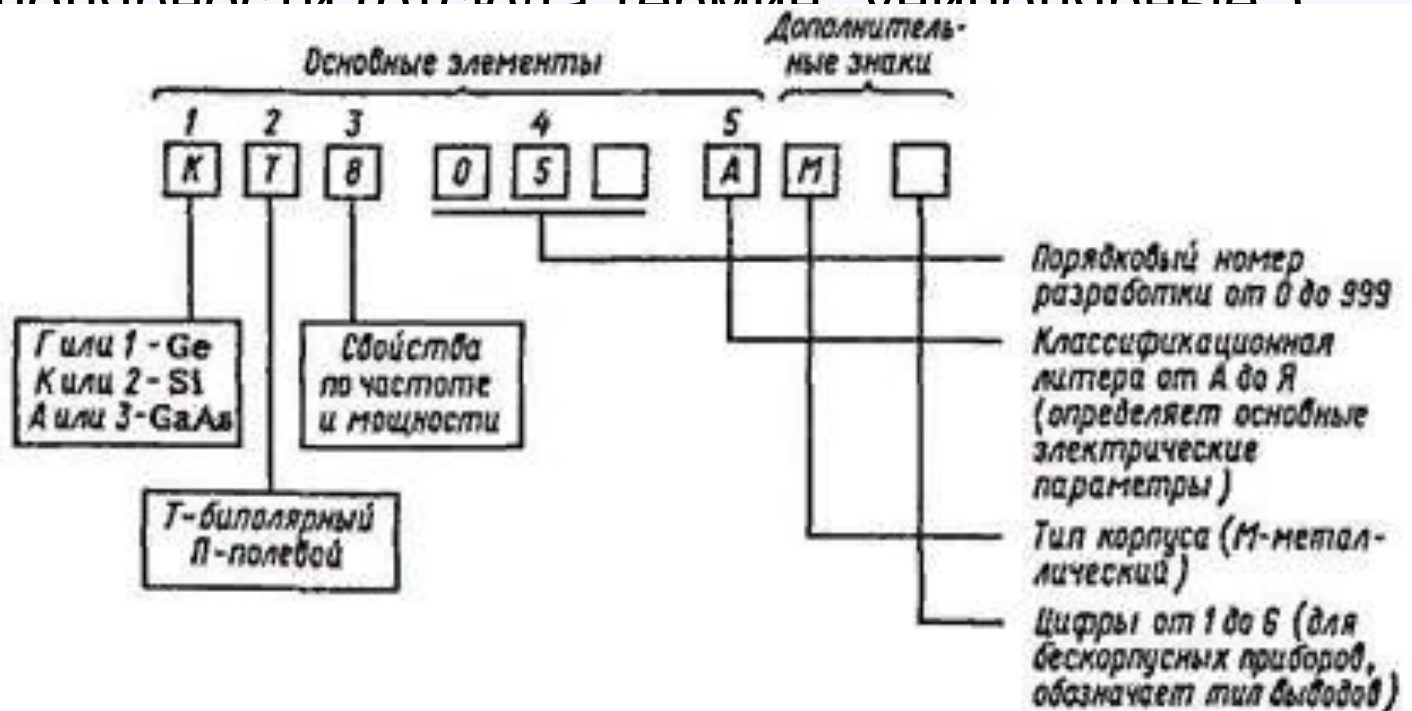 Дополнитель-
ные знаки
Основные элементы
1 2 3 4 5
К Т 8 0 5 А М
Порядковый номер
разработки от 0 до 999
Г или 1 - Ge
К или 2 - Si
А или 3 - GaAs
Свойства
по частоте
и мощности
Классификационная
литера от А до Я
(определяет основные
электрические
параметры)
Т-биполярный
П-полевой
Тип корпуса (М-метал-
лический)
Цифры от 1 до 6 (для
бескорпусных приборов,
обозначает тип выводов)